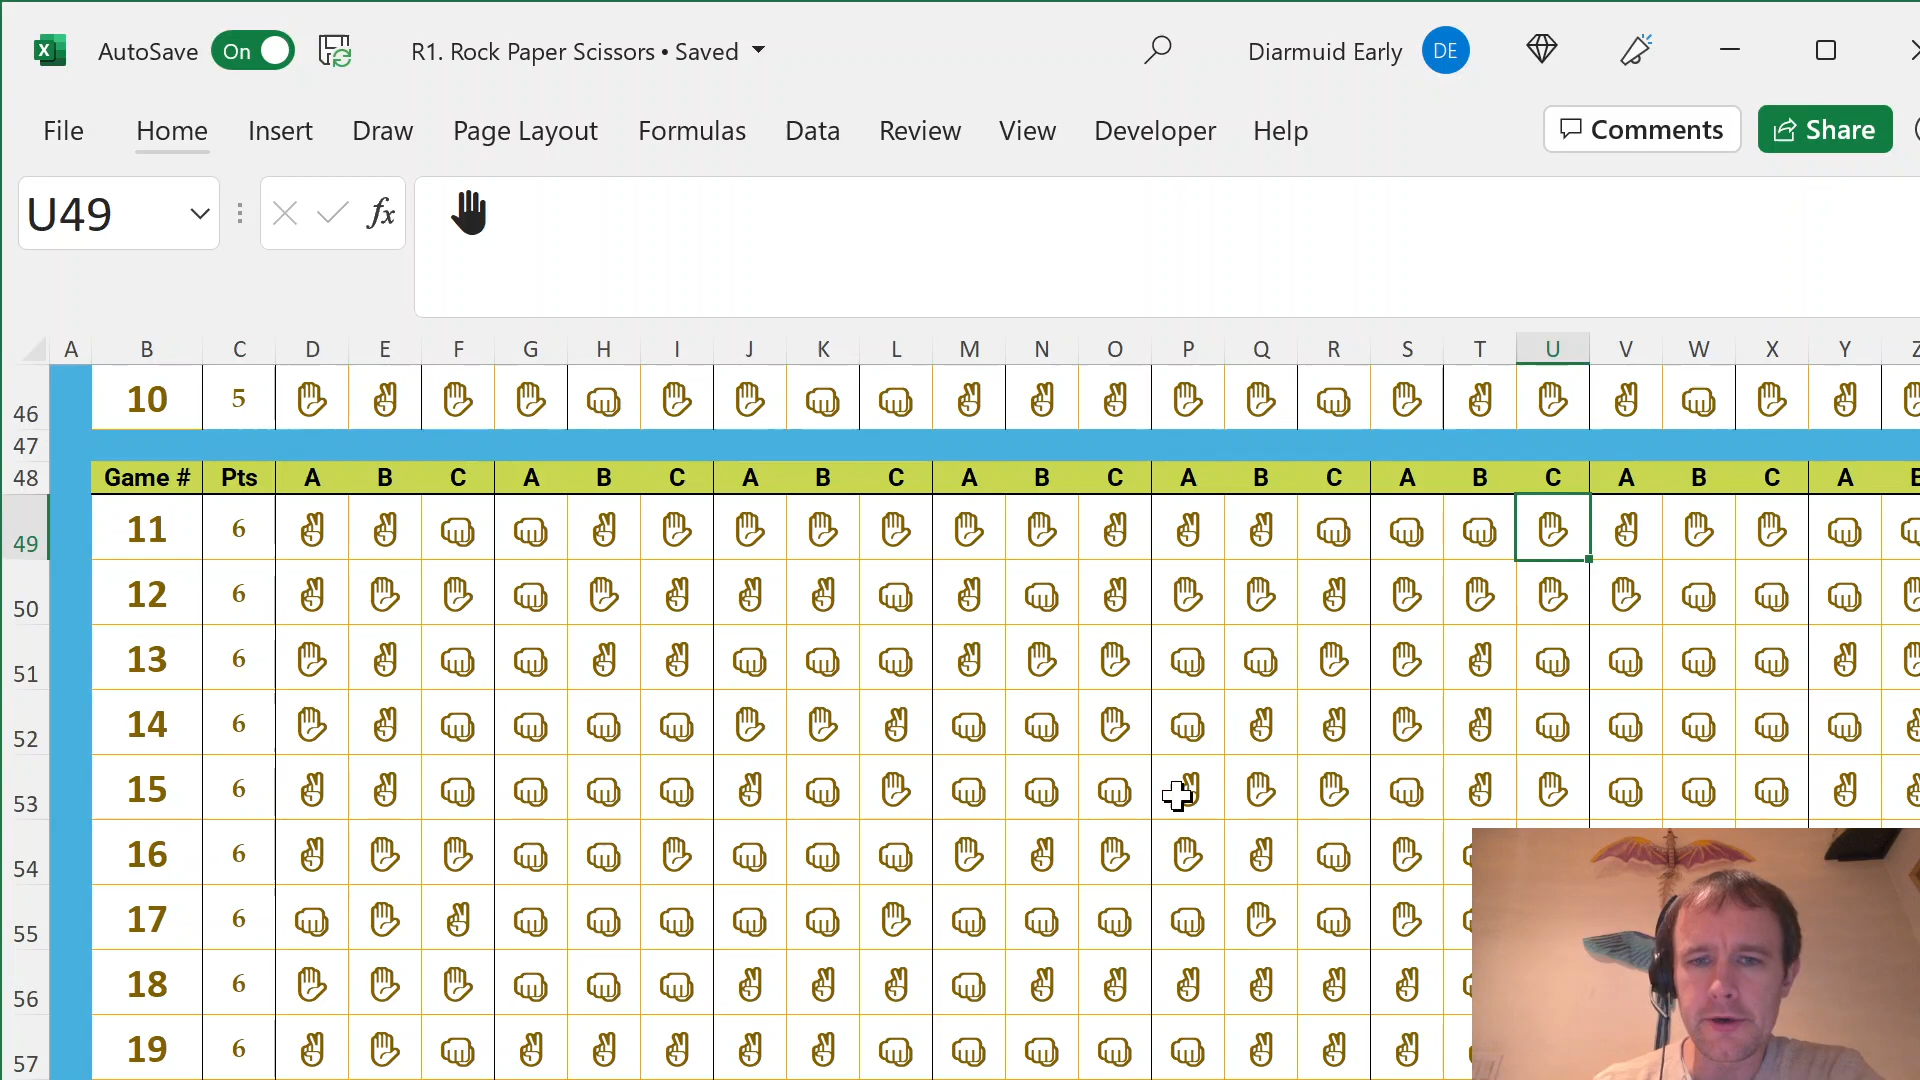 AutoSave On R1. Rock Paper Scissors • Saved Diarmuid Early DE
File Home Insert Draw Page Layout Formulas Data Review View Developer Help Comments Share
U49 fx 🖐
A B C D E F G H I J K L M N O P Q R S T U V W X Y Z
46 10 5 ✋ ✌ ✋ ✋ 👊 ✋ ✋ 👊 👊 ✌ ✌ ✌ ✋ ✋ 👊 ✋ ✌ ✋ ✌ 👊 ✋ ✌ ✋
47
48 Game # Pts A B C A B C A B C A B C A B C A B C A B C A B
49 11 6 ✌ ✌ 👊 👊 ✌ ✋ ✋ ✋ ✋ ✋ ✋ ✌ ✌ ✌ 👊 👊 👊 ✋ ✌ ✋ ✋ 👊 👊
50 12 6 ✌ ✋ ✋ 👊 ✋ ✌ ✌ ✌ 👊 ✌ 👊 ✌ ✋ ✋ ✌ ✋ ✋ ✋ ✋ 👊 👊 👊 ✋
51 13 6 ✋ ✌ 👊 👊 ✌ ✌ 👊 👊 👊 ✌ ✋ ✋ 👊 👊 ✋ ✋ ✌ 👊 👊 👊 👊 ✌ ✋
52 14 6 ✋ ✌ 👊 👊 👊 👊 ✋ ✋ ✌ 👊 👊 ✋ 👊 ✌ ✌ ✋ ✌ 👊 👊 👊 👊 👊 ✌
53 15 6 ✌ ✌ 👊 👊 👊 👊 ✌ 👊 ✋ 👊 👊 👊 ✌ ✋ ✋ 👊 ✌ ✋ 👊 👊 👊 ✌ ✌
54 16 6 ✌ ✋ ✋ 👊 👊 ✋ 👊 👊 👊 ✋ ✌ ✋ ✋ ✌ 👊 ✋ 👊
55 17 6 👊 ✋ ✌ 👊 👊 👊 👊 👊 ✋ 👊 👊 👊 👊 ✋ 👊 ✋ 👊
56 18 6 ✋ ✋ ✋ 👊 👊 👊 ✌ ✌ ✌ 👊 ✌ ✌ ✌ ✌ ✌ ✌ 👊
57 19 6 ✌ ✋ 👊 ✌ ✌ ✌ ✌ ✌ 👊 👊 👊 👊 👊 ✌ ✌ ✌